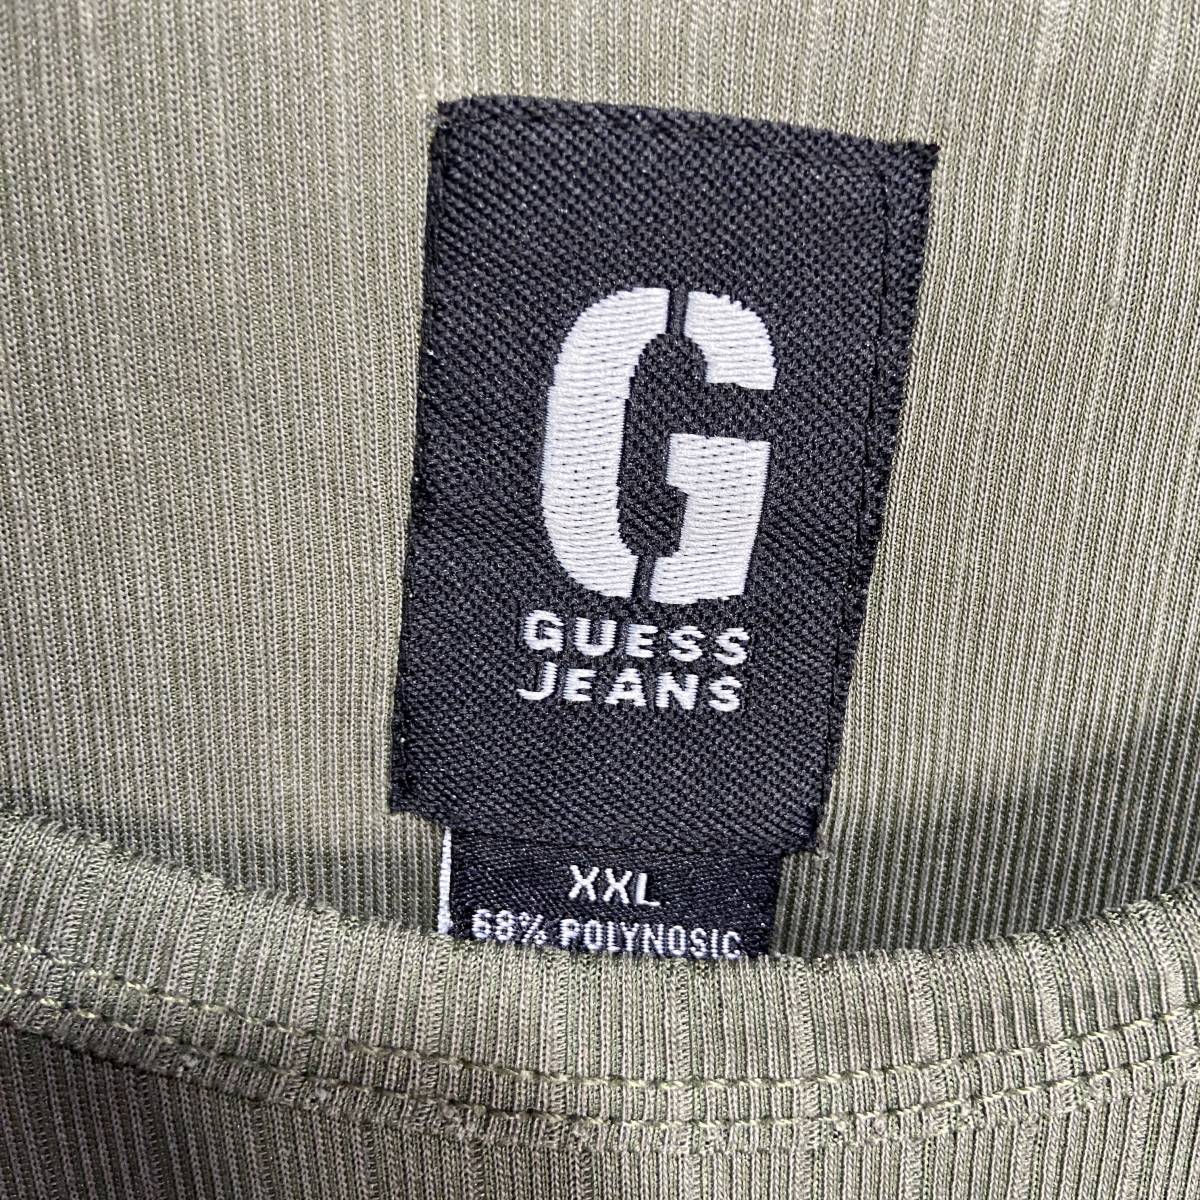 G
GUESS
JEANS
XXL
68% POLYNOSIC